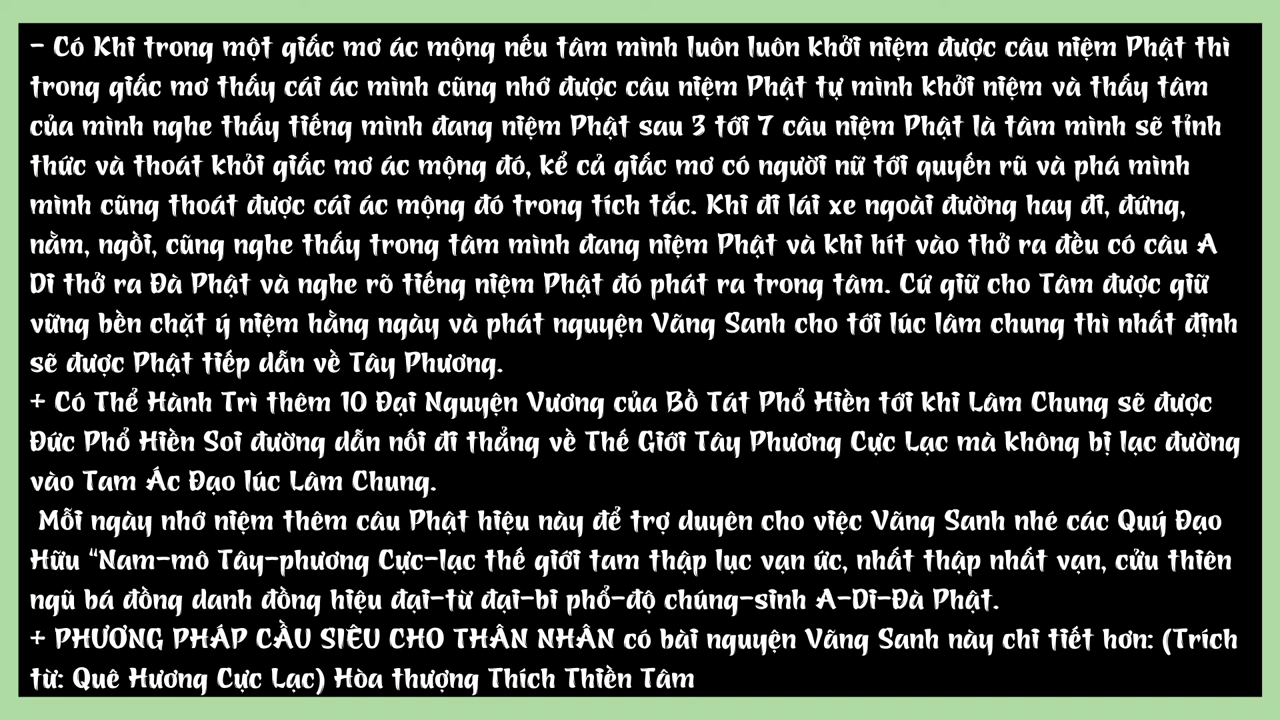 - Có Khi trong một giấc mơ ác mộng nếu tâm mình luôn luôn khởi niệm được câu niệm Phật thì
trong giấc mơ thấy cái ác mình cũng nhớ được câu niệm Phật tự mình khởi niệm và thấy tâm
của mình nghe thấy tiếng mình đang niệm Phật sau 3 tới 7 câu niệm Phật là tâm mình sẽ tỉnh
thức và thoát khỏi giấc mơ ác mộng đó, kể cả giấc mơ có người nữ tới quyến rũ và phá mình
mình cũng thoát được cái ác mộng đó trong tích tắc. Khi đi lái xe ngoài đường hay đi, đứng,
nằm, ngồi, cũng nghe thấy trong tâm mình đang niệm Phật và khi hít vào thở ra đều có câu A
Di thở ra Đà Phật và nghe rõ tiếng niệm Phật đó phát ra trong tâm. Cứ giữ cho Tâm được giữ
vững bền chặt ý niệm hằng ngày và phát nguyện Vãng Sanh cho tới lúc lâm chung thì nhất định
sẽ được Phật tiếp dẫn về Tây Phương.
+ Có Thể Hành Trì thêm 10 Đại Nguyện Vương của Bồ Tát Phổ Hiền tới khi Lâm Chung sẽ được
Đức Phổ Hiền Soi đường dẫn nối đi thẳng về Thế Giới Tây Phương Cực Lạc mà không bị lạc đường
vào Tam Ác Đạo lúc Lâm Chung.
Mỗi ngày nhớ niệm thêm câu Phật hiệu này để trợ duyên cho việc Vãng Sanh nhé các Quý Đạo
Hữu "Nam-mô Tây-phương Cực-lạc thế giới tam thập lục vạn ức, nhất thập nhất vạn, cửu thiên
ngũ bá đồng danh đồng hiệu đại-từ đại-bi phổ-độ chúng-sinh A-Di-Đà Phật.
+ PHƯƠNG PHÁP CẦU SIÊU CHO THÂN NHÂN có bài nguyện Vãng Sanh này chi tiết hơn: (Trích
từ: Quê Hương Cực Lạc) Hòa thượng Thích Thiền Tâm